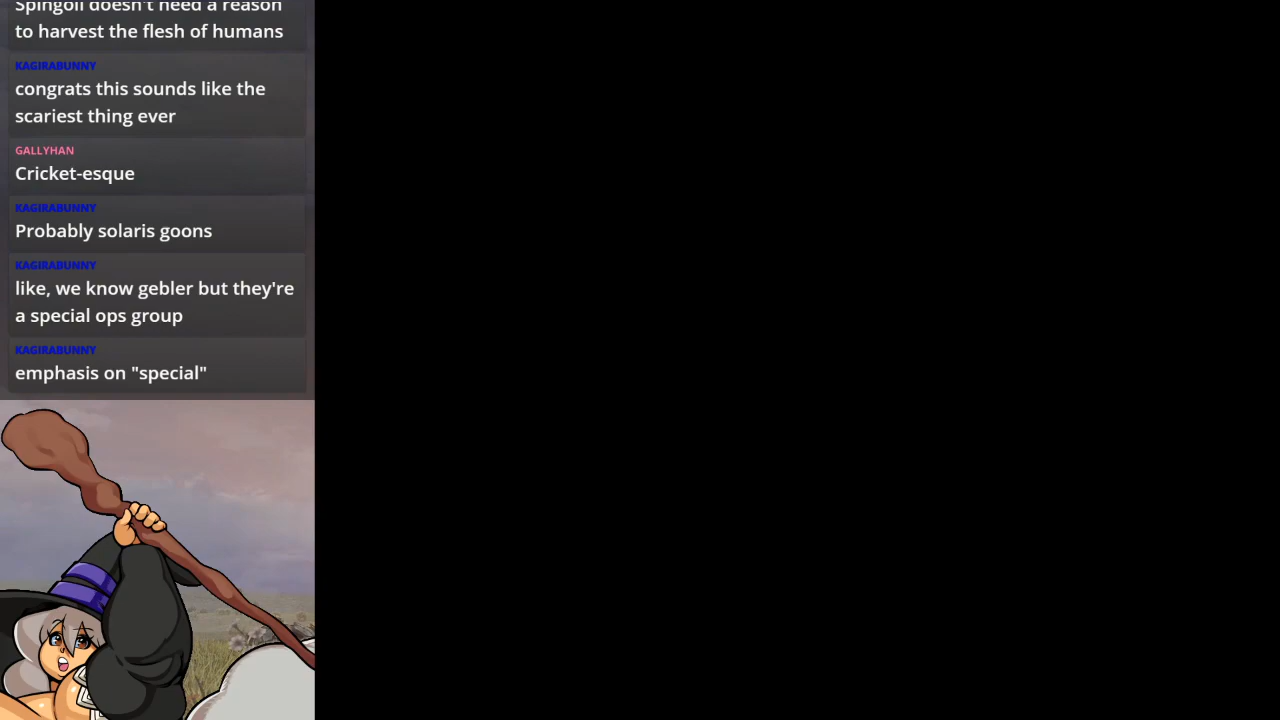 Spingoli doesn't need a reason
to harvest the flesh of humans
KAGIRABUNNY
congrats this sounds like the
scariest thing ever
GALLYHAN
Cricket-esque
KAGIRABUNNY
Probably solaris goons
KAGIRABUNNY
like, we know gebler but they're
a special ops group
KAGIRABUNNY
emphasis on "special"